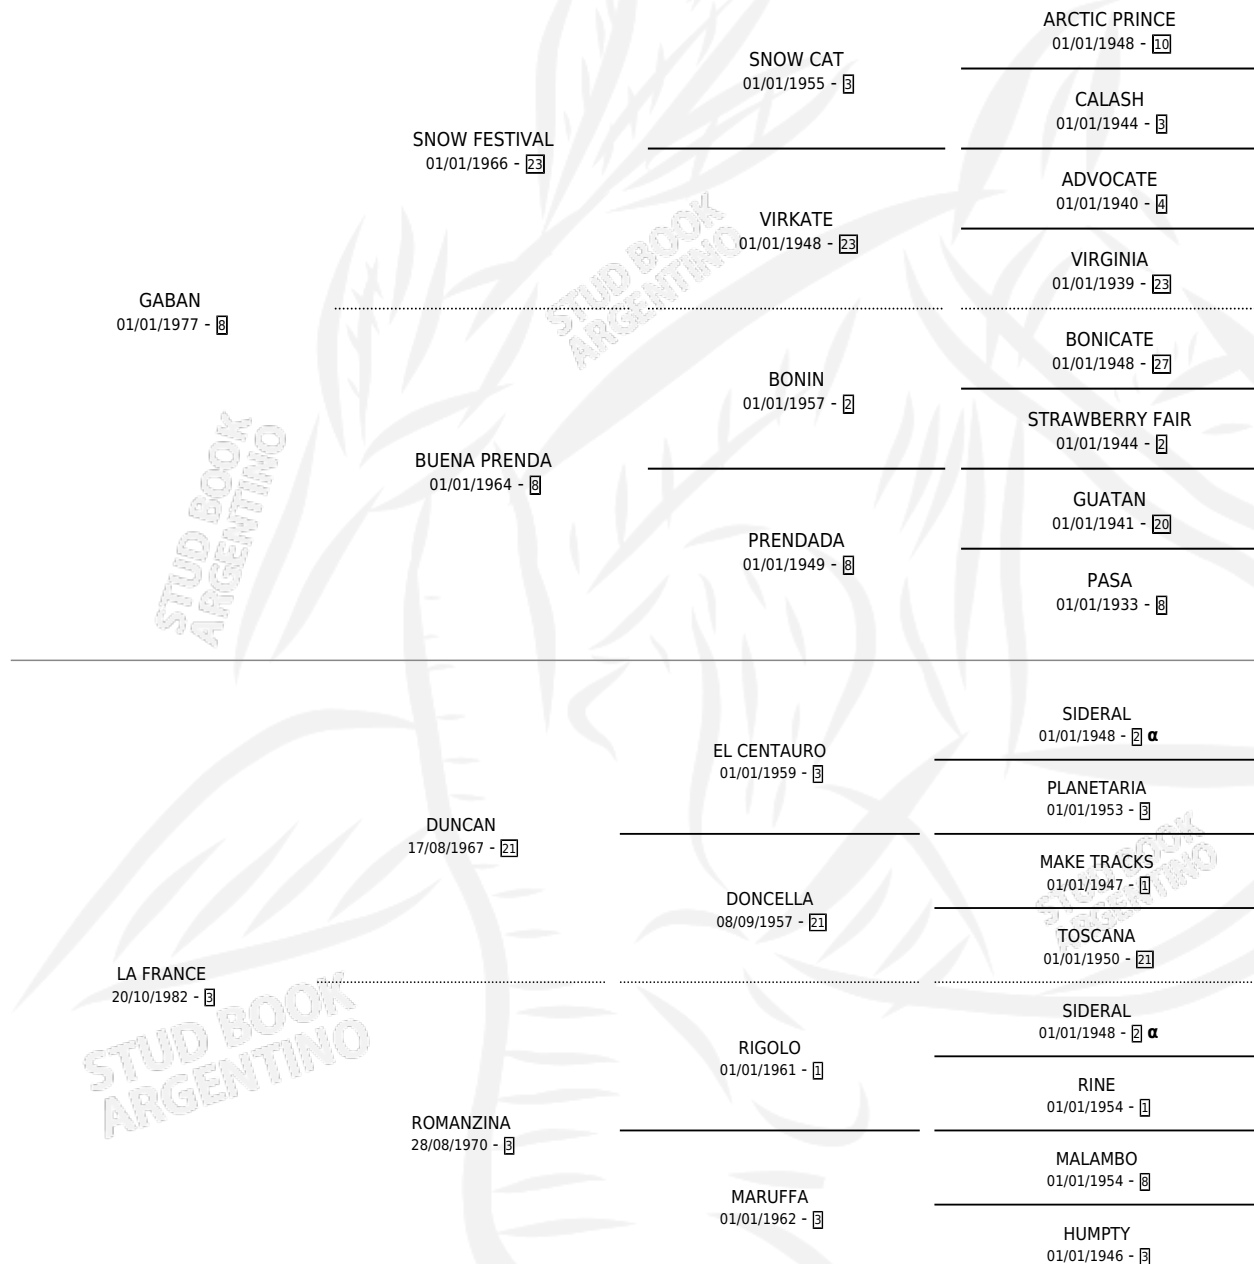 ARCTIC PRINCE
01/01/1948 - 10
SNOW CAT
01/01/1955 - 3
CALASH
01/01/1944 - 3
SNOW FESTIVAL
01/01/1966 - 23
ADVOCATE
01/01/1940 - 4
VIRKATE
01/01/1948 - 23
VIRGINIA
01/01/1939 - 23
STUD BOOK
ARGENTINO
GABAN
01/01/1977 - 8
BONICATE
01/01/1948 - 27
BONIN
01/01/1957 - 2
STRAWBERRY FAIR
01/01/1944 - 2
BUENA PRENDA
01/01/1964 - 8
GUATAN
01/01/1941 - 20
PRENDADA
01/01/1949 - 8
PASA
01/01/1933 - 8
STUD BOOK
ARGENTINO
SIDERAL
01/01/1948 - 2 α
EL CENTAURO
01/01/1959 - 3
PLANETARIA
01/01/1953 - 3
DUNCAN
17/08/1967 - 21
MAKE TRACKS
01/01/1947 - 1
DONCELLA
08/09/1957 - 21
TOSCANA
01/01/1950 - 21
STUD BOOK
ARGENTINO
LA FRANCE
20/10/1982 - 3
SIDERAL
01/01/1948 - 2 α
RIGOLO
01/01/1961 - 1
RINE
01/01/1954 - 1
STUD BOOK
ARGENTINO
ROMANZINA
28/08/1970 - 3
MALAMBO
01/01/1954 - 8
MARUFFA
01/01/1962 - 3
HUMPTY
01/01/1946 - 3